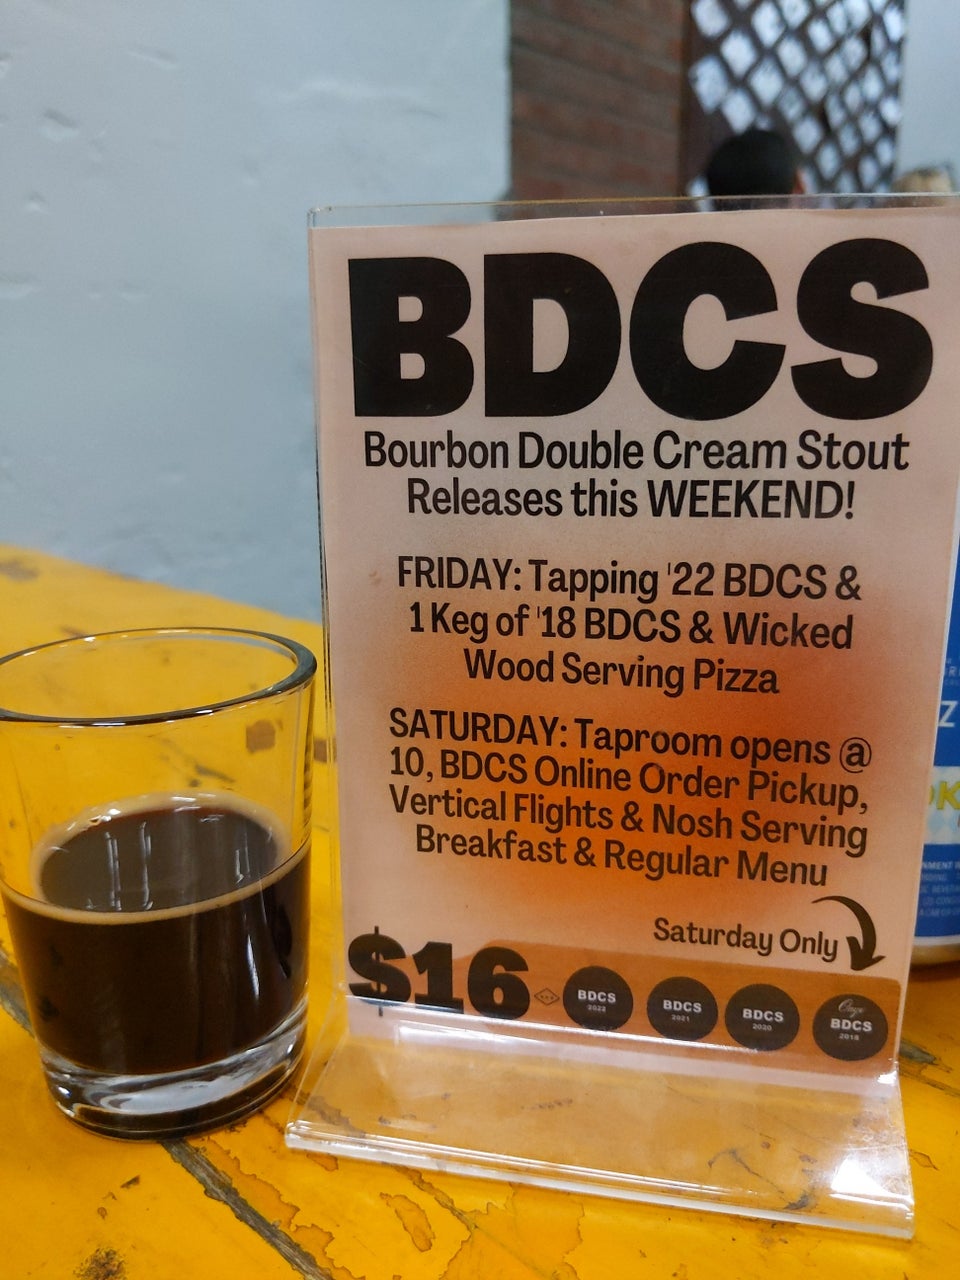 BDCS
Bourbon Double Cream Stout
Releases this WEEKEND!
FRIDAY: Tapping '22 BDCS &
1 Keg of '18 BDCS & Wicked
Wood Serving Pizza
SATURDAY: Taproom opens @
10, BDCS Online Order Pickup,
Vertical Flights & Nosh Serving
Breakfast & Regular Menu
Saturday Only
$16
BDCS
2022
BDCS
2021
BDCS
2020
Onyx
BDCS
2018